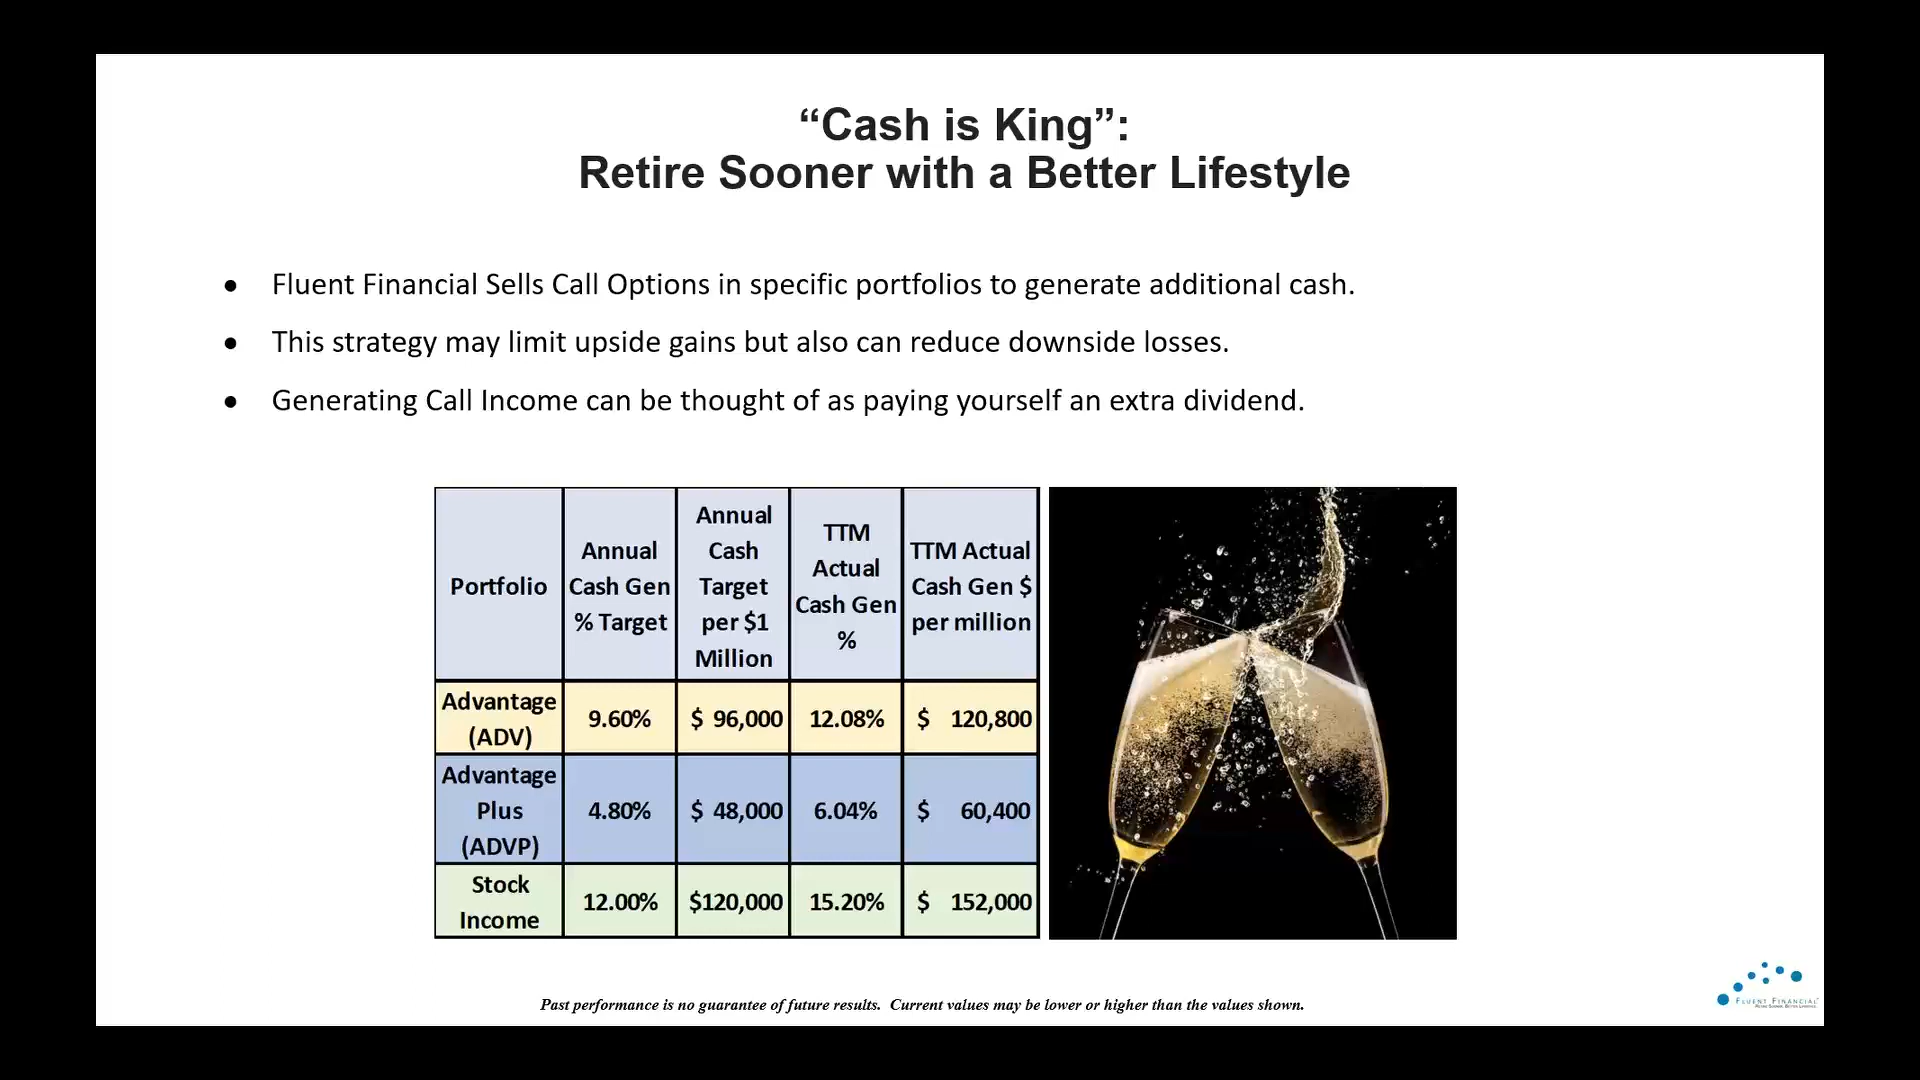 “Cash is King”:
Retire Sooner with a Better Lifestyle
● Fluent Financial Sells Call Options in specific portfolios to generate additional cash.
● This strategy may limit upside gains but also can reduce downside losses.
● Generating Call Income can be thought of as paying yourself an extra dividend.
Portfolio
Annual
Cash Gen
% Target
Annual
Cash
Target
per $1
Million
TTM
Actual
Cash Gen
%
TTM Actual
Cash Gen $
per million
Advantage
(ADV)
9.60%
$ 96,000
12.08%
$ 120,800
Advantage
Plus
(ADVP)
4.80%
$ 48,000
6.04%
$ 60,400
Stock
Income
12.00%
$120,000
15.20%
$ 152,000
Past performance is no guarantee of future results. Current values may be lower or higher than the values shown.
FLUENT FINANCIAL